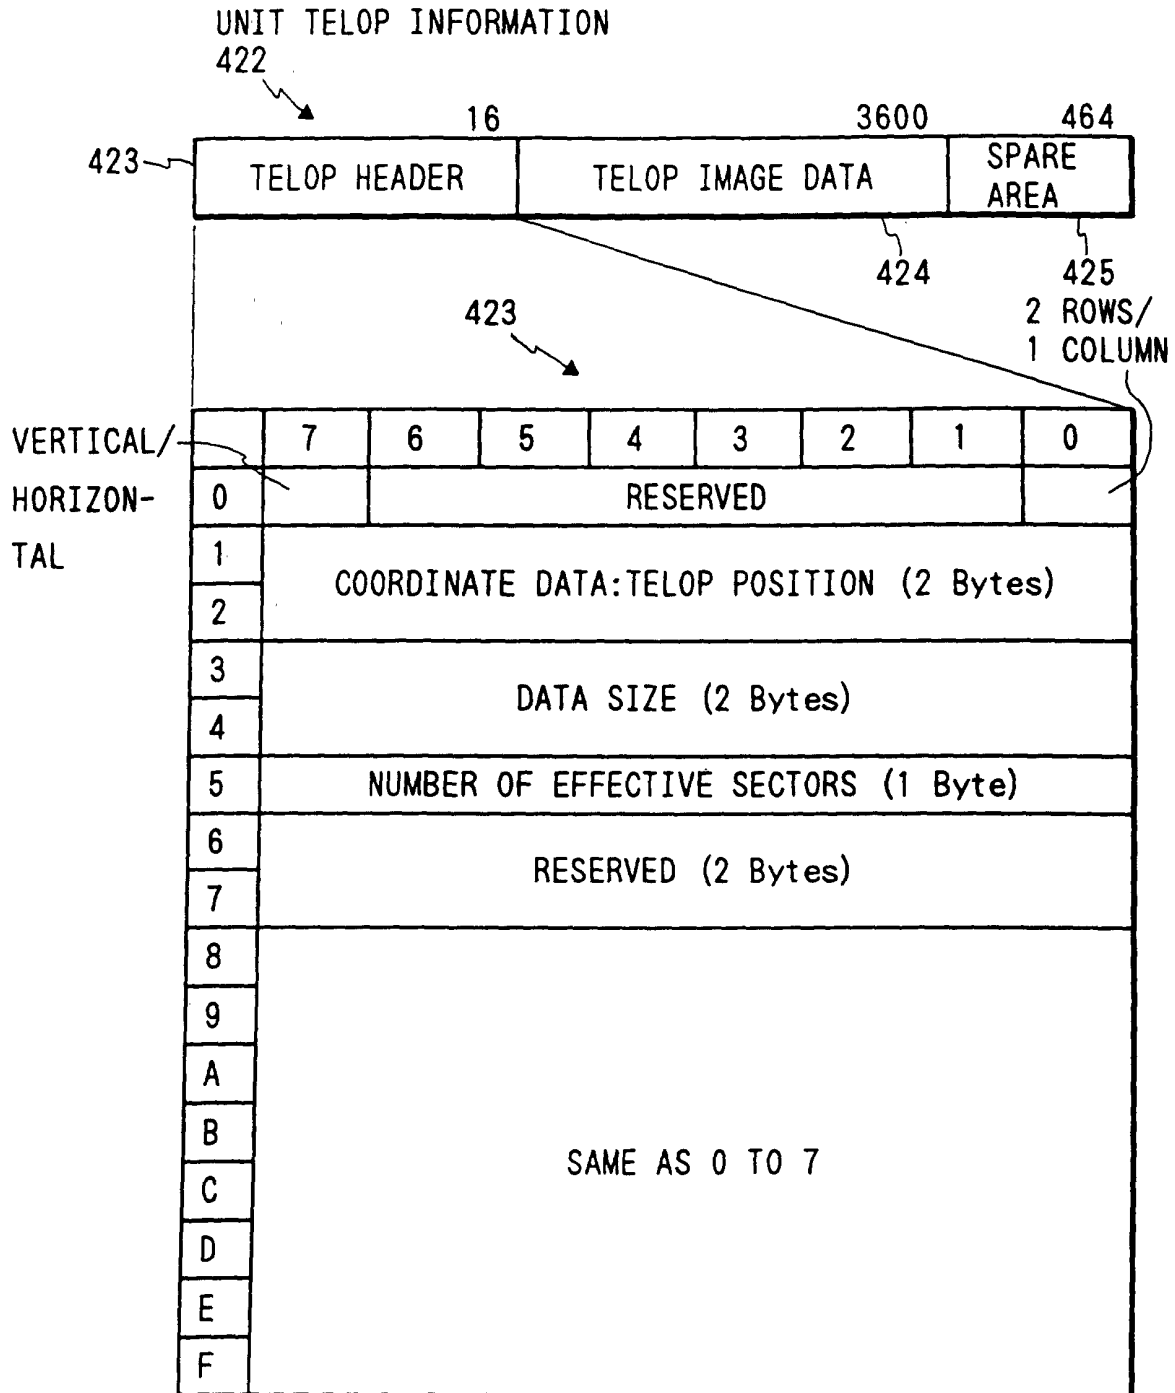 UNIT TELOP INFORMATION
422
16 3600 464
423 TELOP HEADER TELOP IMAGE DATA SPARE
AREA
424 425
423
2 ROWS/
1 COLUMN
7 6 5 4 3 2 1 0
VERTICAL/
HORIZON-
TAL
0 RESERVED
1
COORDINATE DATA:TELOP POSITION (2 Bytes)
2
3
DATA SIZE (2 Bytes)
4
5 NUMBER OF EFFECTIVE SECTORS (1 Byte)
6
RESERVED (2 Bytes)
7
8
9
A
B
SAME AS 0 TO 7
C
D
E
F